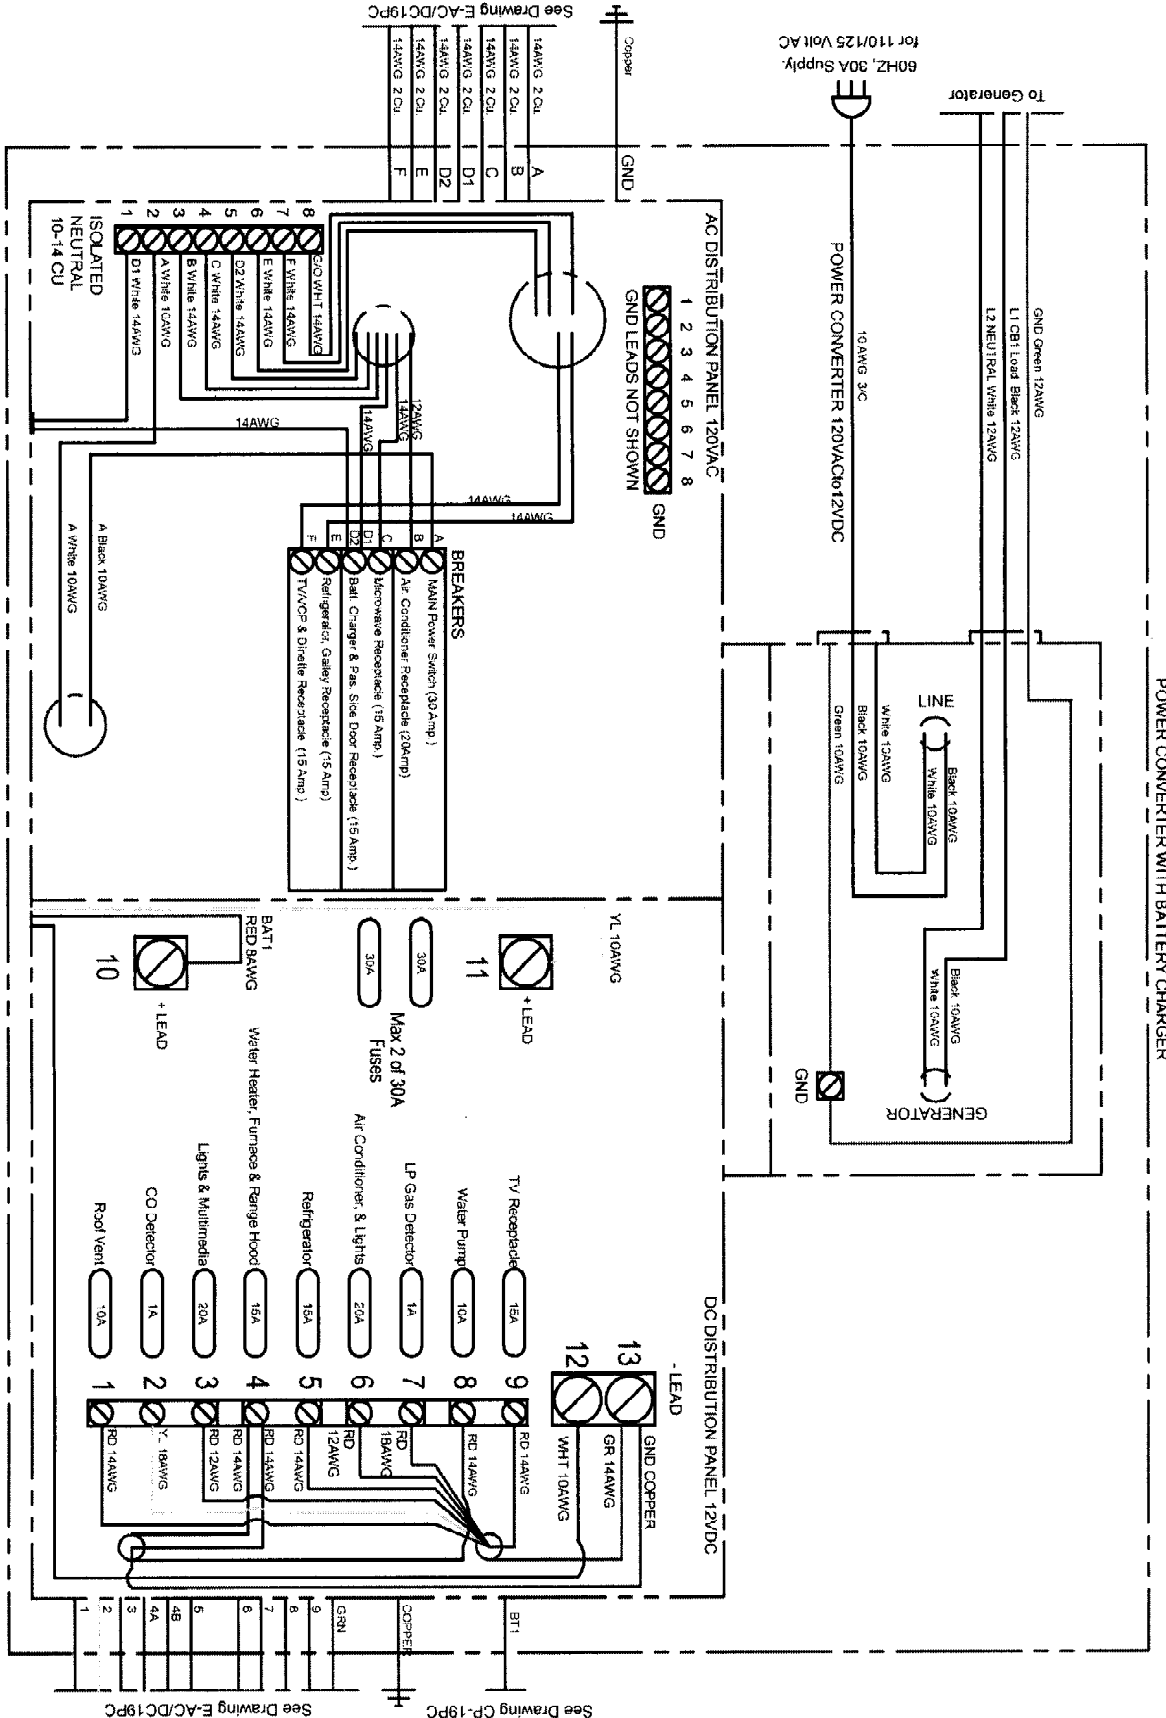 See Drawing E-AC/DC19PC
14AWG 2 Cu.
14AWG 2 Cu.
14AWG 2 Cu.
14AWG 2 Cu.
14AWG 2 Cu.
14AWG 2 Cu.
14AWG 2 Cu.
F
E
D2
D1
C
B
A
Copper
GND
60HZ, 30A Supply.
for 110/125 Volt AC
To Generator
GND Green 12AWG
L1 CB1 Load Black 12AWG
L2 NEUTRAL White 12AWG
10 AWG 3/C
POWER CONVERTER 120VACto12VDC
POWER CONVERTER WITH BATTERY CHARGER
AC DISTRIBUTION PANEL 120VAC
1 2 3 4 5 6 7 8
GND
GND LEADS NOT SHOWN
ISOLATED
NEUTRAL
10-14 CU
1
2
3
4
5
6
7
8
D1 White 14AWG
A White 10AWG
B White 14AWG
C White 14AWG
D2 White 14AWG
E White 14AWG
F White 14AWG
G/O WHT 14AWG
14AWG
14AWG
14AWG
12AWG
14AWG
14AWG
A Black 10AWG
A White 10AWG
BREAKERS
A
B
C
D1
D2
E
F
MAIN Power Switch (30 Amp.)
Air Conditioner Receptacle (20Amp)
Microwave Receptacle (15 Amp.)
Batt. Charger & Pas. Side Door Receptacle (15 Amp.)
Refrigerator, Galley Receptacle (15 Amp)
TV/VCP & Dinette Receptacle (15 Amp)
LINE
Black 10AWG
White 10AWG
White 10AWG
Black 10AWG
Green 10AWG
Black 10AWG
White 10AWG
GENERATOR
GND
BAT1
RED 8AWG
10
+ LEAD
YL 10AWG
11
+ LEAD
30A
30A
Max 2 of 30A
Fuses
DC DISTRIBUTION PANEL 12VDC
TV Receptacle
15A
9
RD 14AWG
Water Pump
10A
8
RD 14AWG
LP Gas Detector
1A
7
RD
18AWG
Air Conditioner, & Lights
20A
6
RD
12AWG
Refrigerator
15A
5
RD 14AWG
Water Heater, Furnace & Range Hood
15A
4
RD 14AWG
RD 14AWG
Lights & Multimedia
20A
3
RD 12AWG
CO Detector
1A
2
YL 18AWG
Roof Vent
10A
1
RD 14AWG
- LEAD
13
12
GND COPPER
GR 14AWG
WHT 10AWG
1
2
3
4A
4B
5
6
7
8
9
GRN
COPPER
BT1
See Drawing E-AC/DC19PC
See Drawing CP-19PC